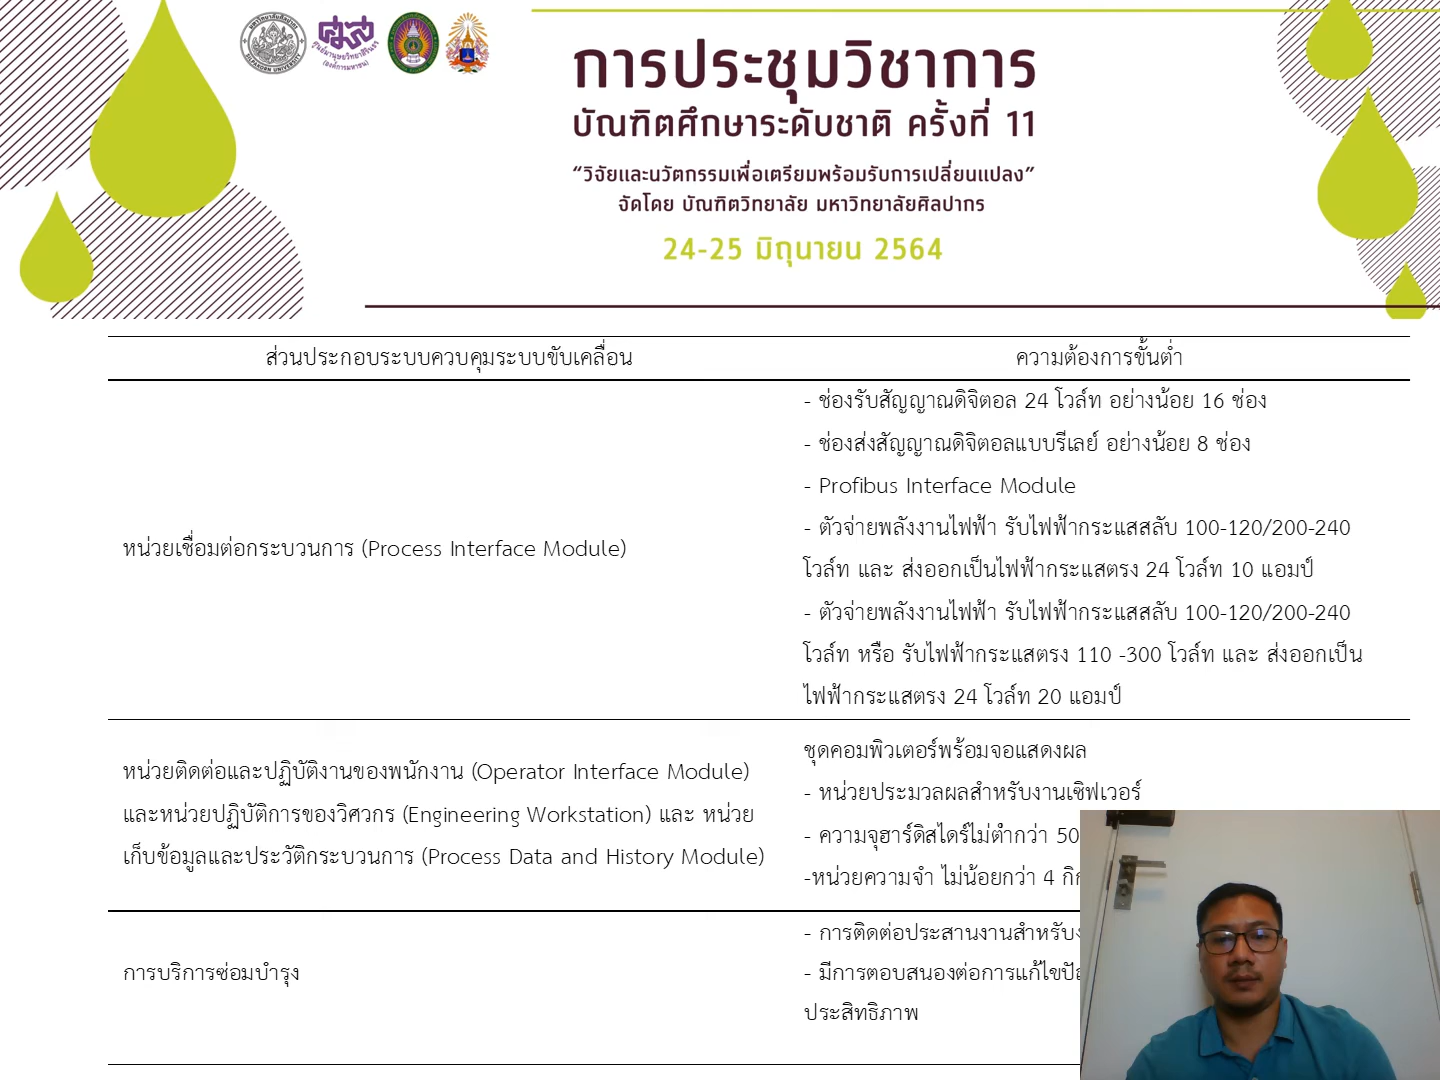 การประชุมวิชาการ
บัณฑิตศึกษาระดับชาติ ครั้งที่ 11
“วิจัยและนวัตกรรมเพื่อเตรียมพร้อมรับการเปลี่ยนแปลง”
จัดโดย บัณฑิตวิทยาลัย มหาวิทยาลัยศิลปากร
24-25 มิถุนายน 2564
ส่วนประกอบระบบควบคุมระบบขับเคลื่อน ความต้องการขั้นต่ำ
- ช่องรับสัญญาณดิจิตอล 24 โวล์ท อย่างน้อย 16 ช่อง
- ช่องส่งสัญญาณดิจิตอลแบบรีเลย์ อย่างน้อย 8 ช่อง
- Profibus Interface Module
- ตัวจ่ายพลังงานไฟฟ้า รับไฟฟ้ากระแสสลับ 100-120/200-240
โวล์ท และ ส่งออกเป็นไฟฟ้ากระแสตรง 24 โวล์ท 10 แอมป์
- ตัวจ่ายพลังงานไฟฟ้า รับไฟฟ้ากระแสสลับ 100-120/200-240
โวล์ท หรือ รับไฟฟ้ากระแสตรง 110 -300 โวล์ท และ ส่งออกเป็น
ไฟฟ้ากระแสตรง 24 โวล์ท 20 แอมป์
หน่วยเชื่อมต่อกระบวนการ (Process Interface Module)
หน่วยติดต่อและปฏิบัติงานของพนักงาน (Operator Interface Module)
และหน่วยปฏิบัติการของวิศวกร (Engineering Workstation) และ หน่วย
เก็บข้อมูลและประวัติกระบวนการ (Process Data and History Module)
ชุดคอมพิวเตอร์พร้อมจอแสดงผล
- หน่วยประมวลผลสำหรับงานเซิฟเวอร์
- ความจุฮาร์ดิสไดร์ไม่ต่ำกว่า 50
-หน่วยความจำ ไม่น้อยกว่า 4
การบริการซ่อมบำรุง
- การติดต่อประสานงานสำหรับ
- มีการตอบสนองต่อการแก้ไข
ประสิทธิภาพ